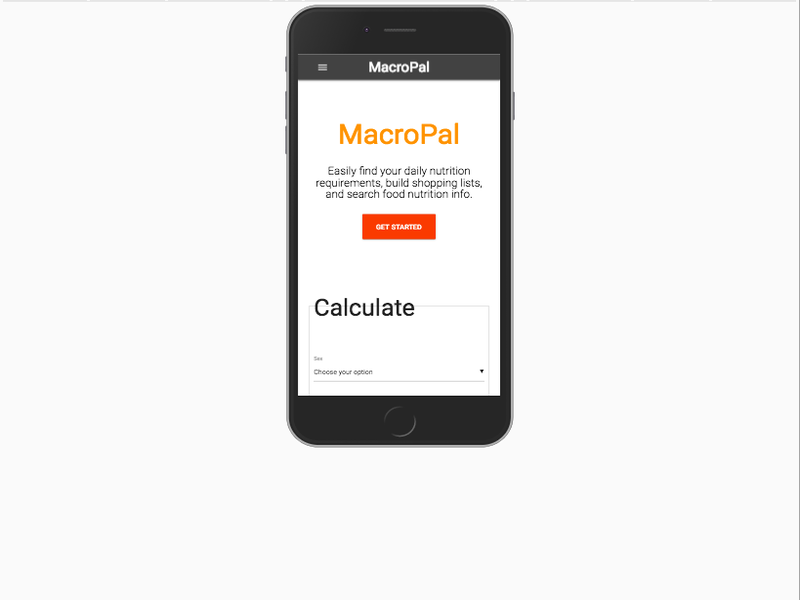 MacroPal
MacroPal
Easily find your daily nutrition
requirements, build shopping lists,
and search food nutrition info.
GET STARTED
Calculate
Sex
Choose your option